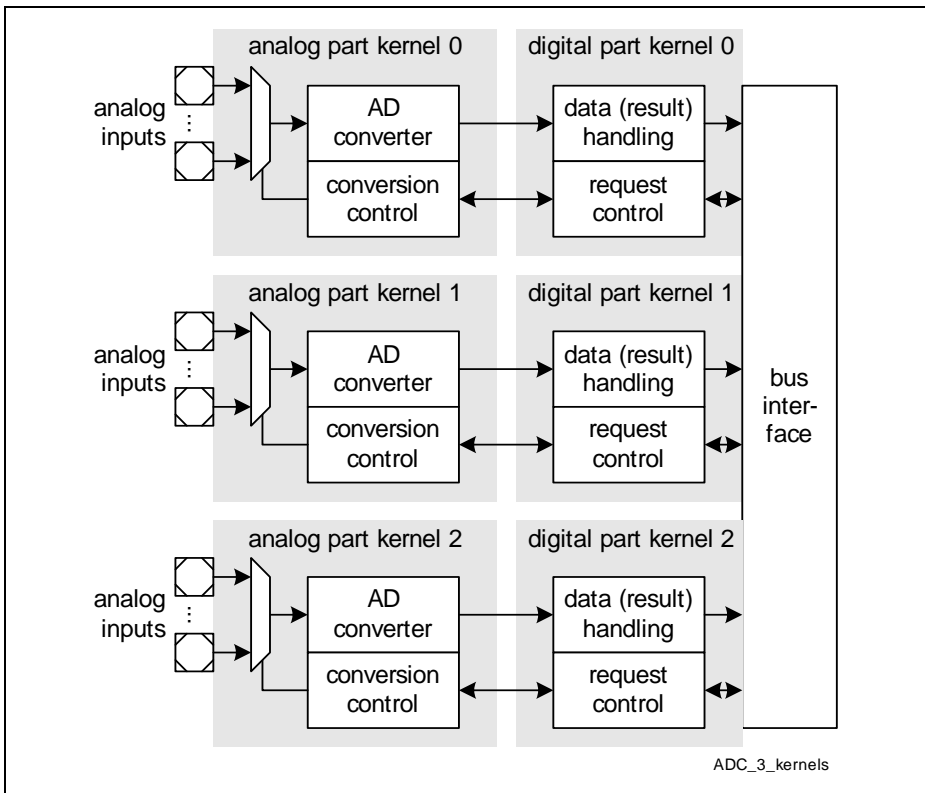 analog part kernel 0
digital part kernel 0
analog
inputs
AD
converter
conversion
control
data (result)
handling
request
control
analog part kernel 1
digital part kernel 1
analog
inputs
AD
converter
conversion
control
data (result)
handling
request
control
bus
inter-
face
analog part kernel 2
digital part kernel 2
analog
inputs
AD
converter
conversion
control
data (result)
handling
request
control
ADC_3_kernels